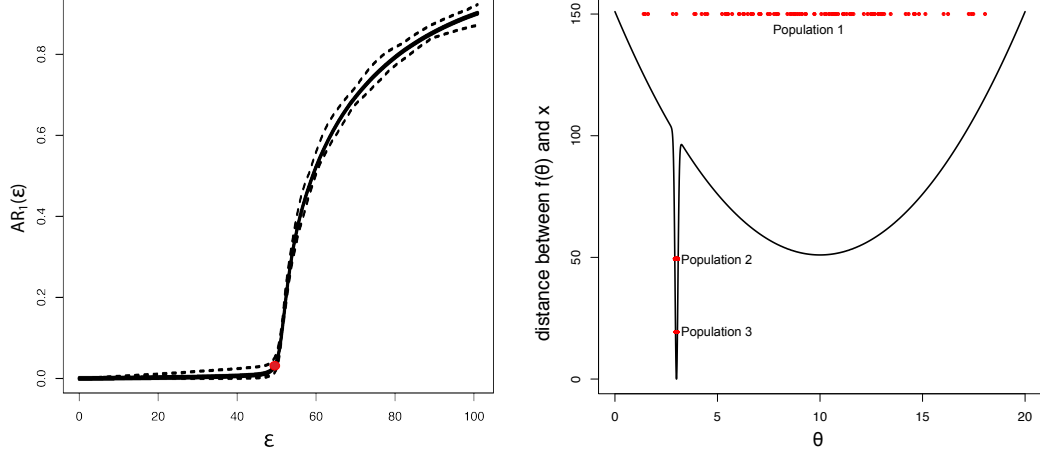 AR₁(ε)
0.0
0.2
0.4
0.6
0.8
0
20
40
60
80
100
ε
distance between f(θ) and x
0
50
100
150
Population 1
Population 2
Population 3
0
5
10
15
20
θ